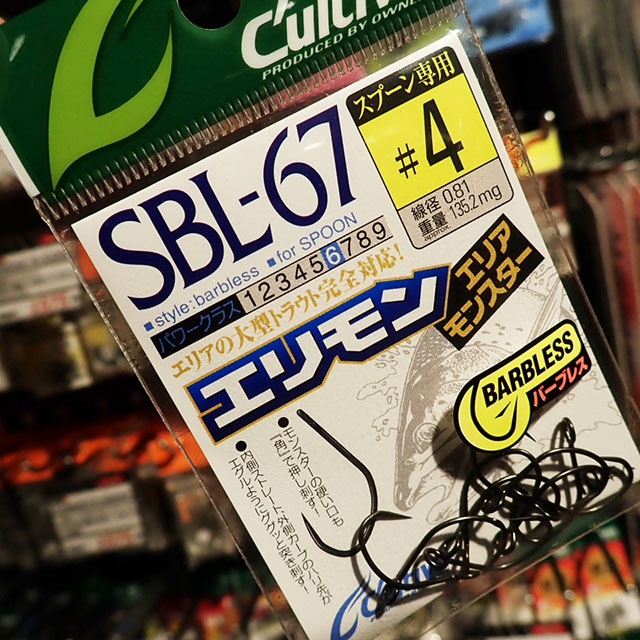 Cultiv
PRODUCED BY OWNER
SBL-67
スプーン専用
#4
線径 0.81
重量 135.2mg
approx.
■style:barbless ■for SPOON
パワークラス 123456789
エリアの大型トラウト完全対応!
エリモン
エリア
モンスター
BARBLESS
バーブレス
●モンスターの硬い口も
「角」で押し刺す!
●内側ストレート、外側カーブのハリ先が
エグルようにググッと突き刺す!
Cultiv